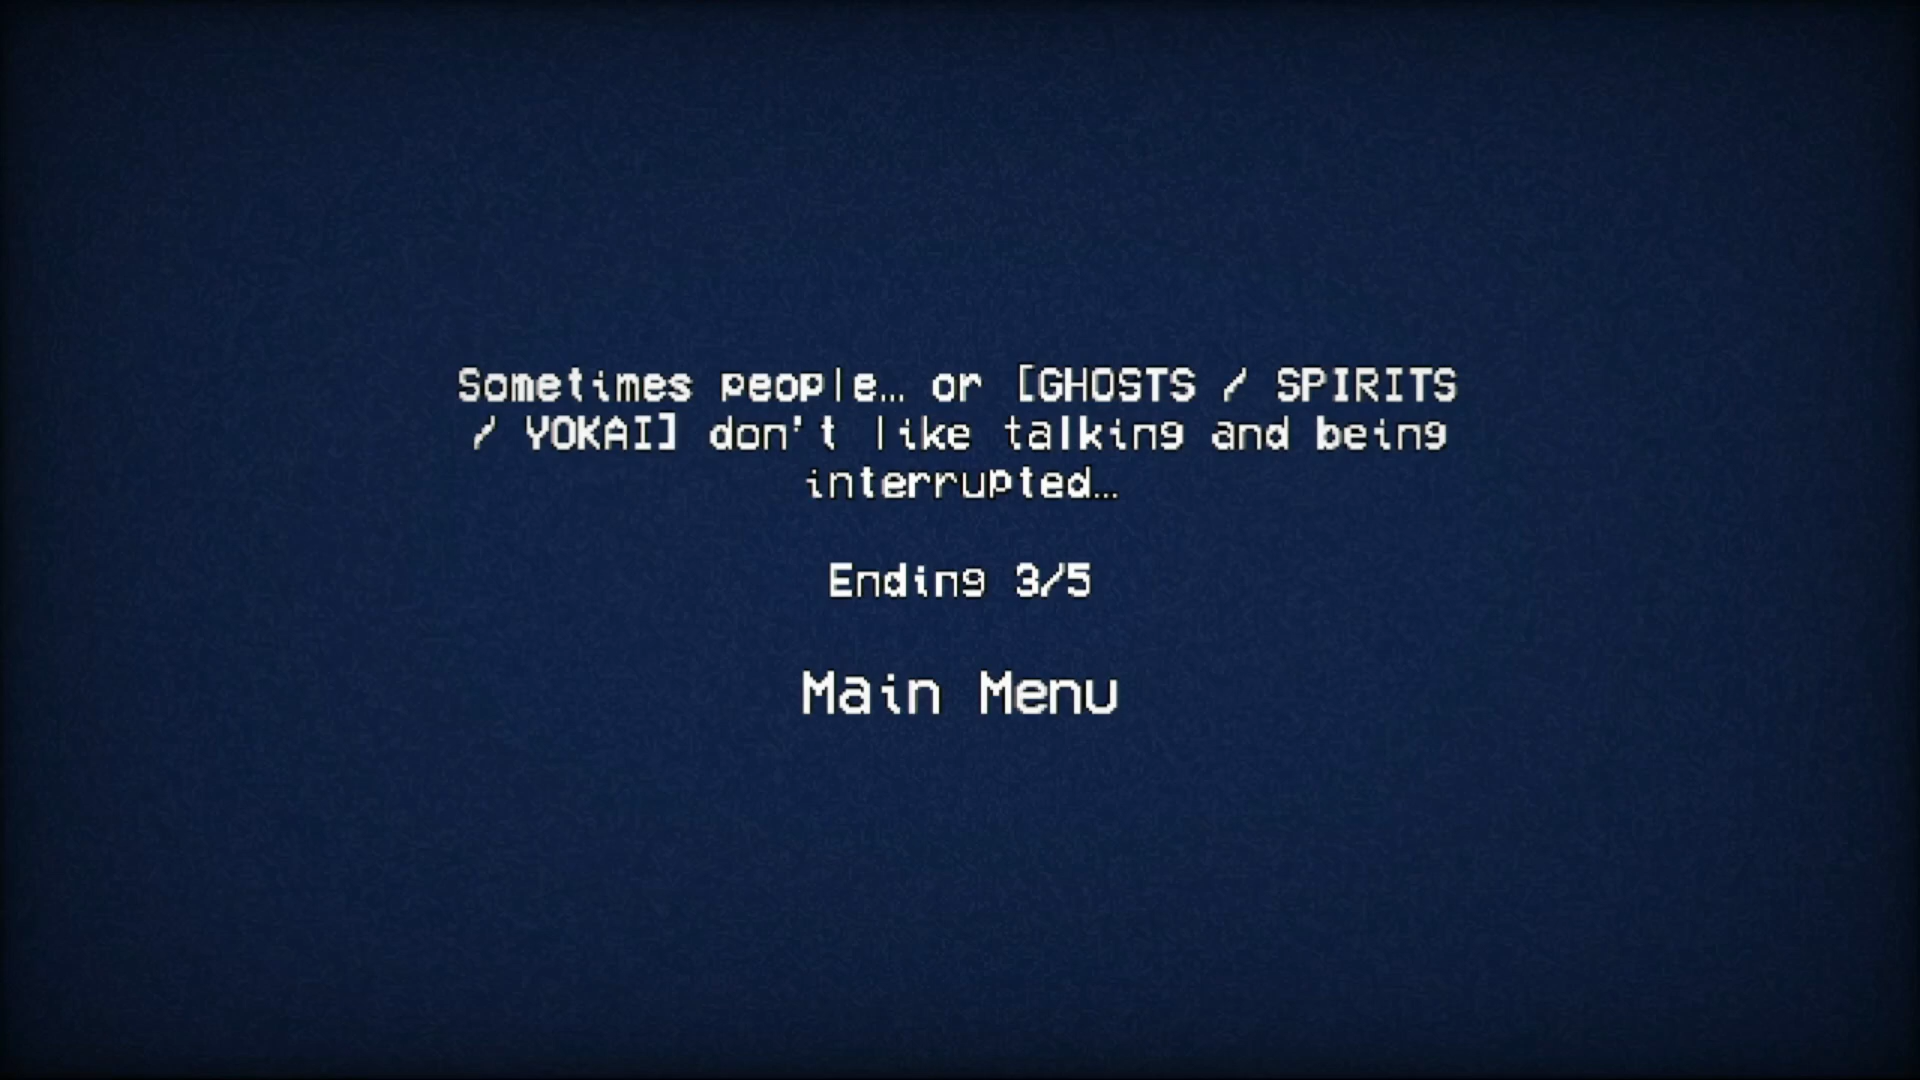 Sometimes people… or [GHOSTS / SPIRITS
/ YOKAI] don't like talking and being
interrupted…
Ending 3/5
Main Menu